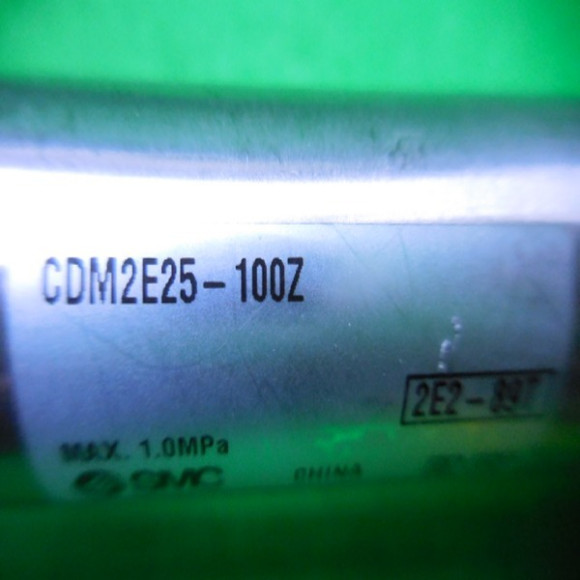 CDM2E25-100Z
MAX. 1.0MPa
SMC
CHINA